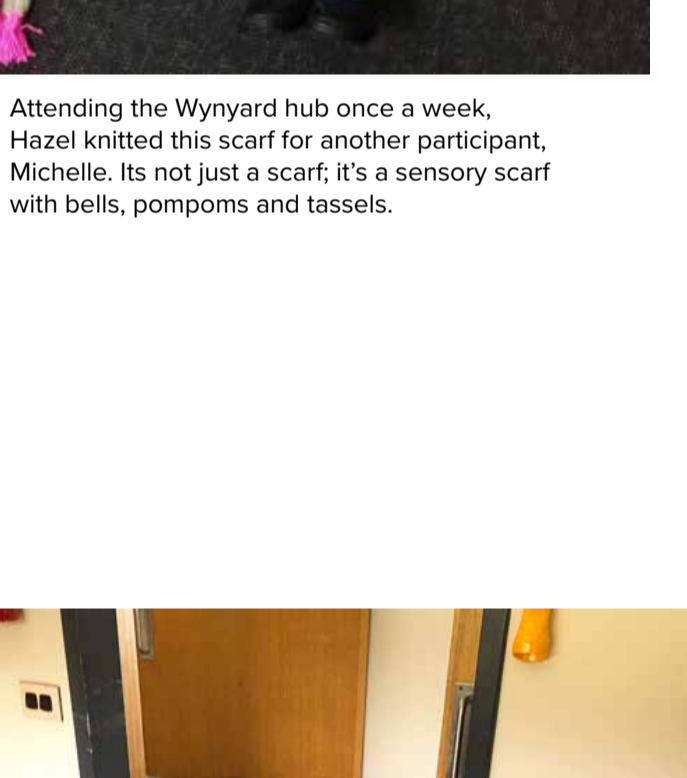 Attending the Wynyard hub once a week,
Hazel knitted this scarf for another participant,
Michelle. Its not just a scarf; it’s a sensory scarf
with bells, pompoms and tassels.